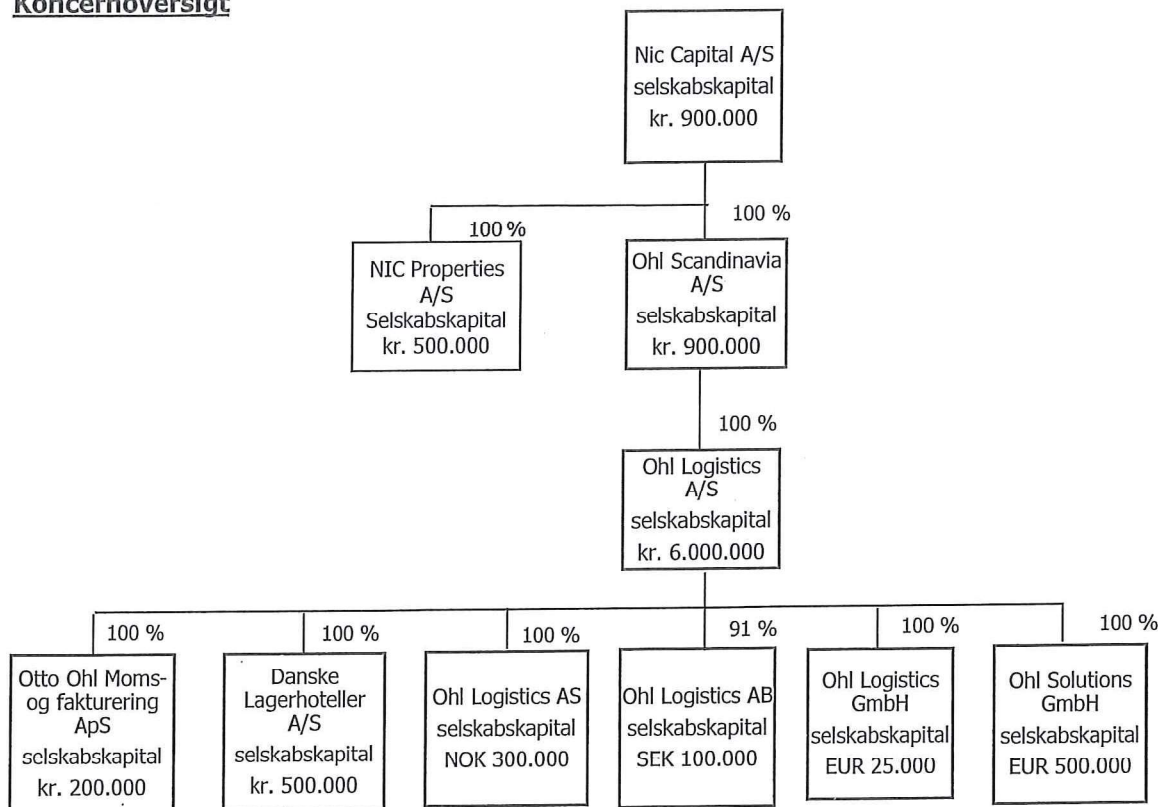 Koncernoversigt
Nic Capital A/S
selskabskapital
kr. 900.000
100 %
100 %
NIC Properties
A/S
Selskabskapital
kr. 500.000
Ohl Scandinavia
A/S
selskabskapital
kr. 900.000
100 %
Ohl Logistics
A/S
selskabskapital
kr. 6.000.000
100 %
100 %
100 %
91 %
100 %
100 %
Otto Ohl Moms-
og fakturering
ApS
selskabskapital
kr. 200.000
Danske
Lagerhoteller
A/S
selskabskapital
kr. 500.000
Ohl Logistics AS
selskabskapital
NOK 300.000
Ohl Logistics AB
selskabskapital
SEK 100.000
Ohl Logistics
GmbH
selskabskapital
EUR 25.000
Ohl Solutions
GmbH
selskabskapital
EUR 500.000